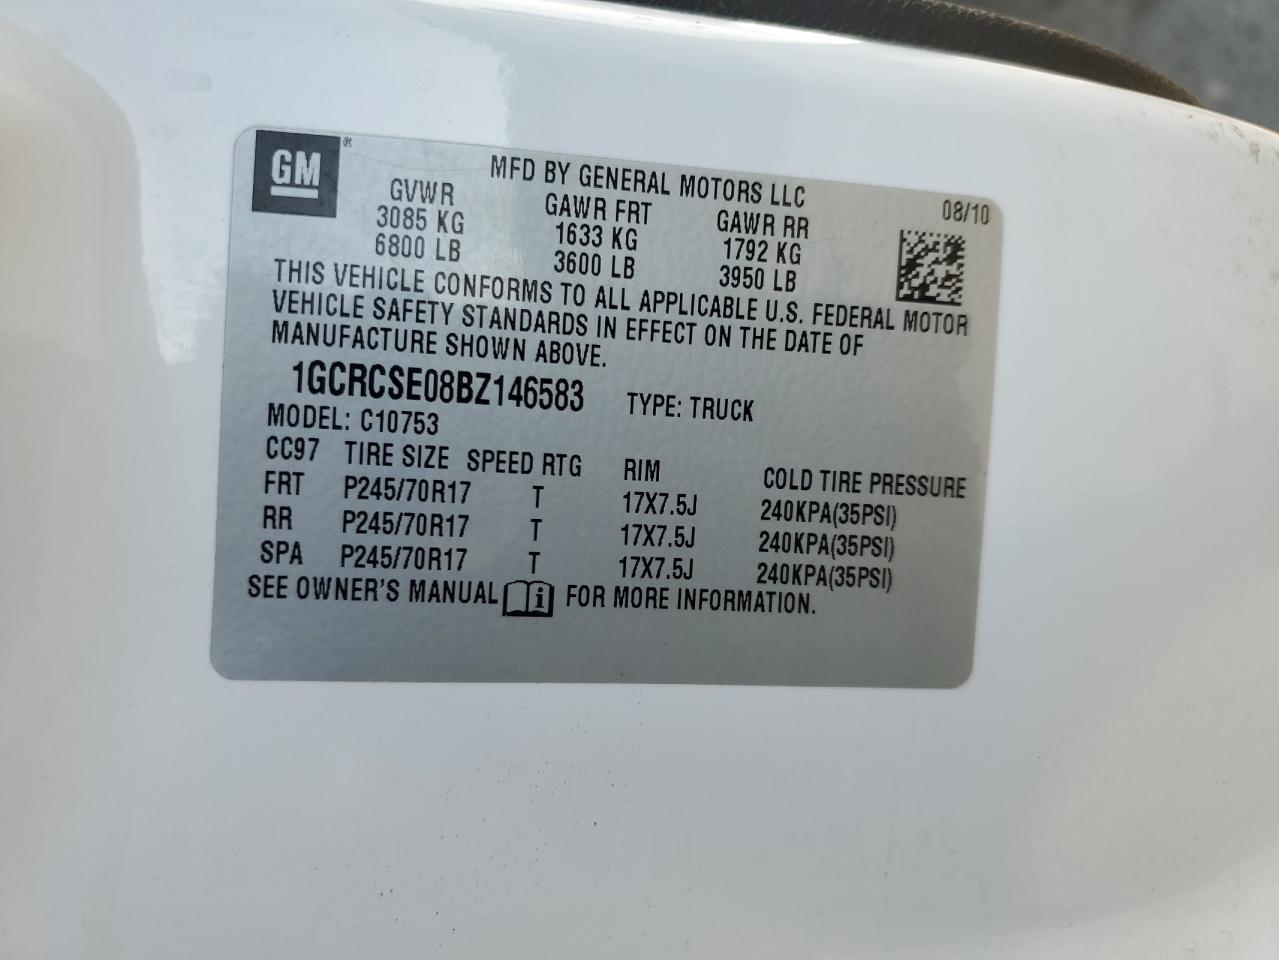 GM®
MFD BY GENERAL MOTORS LLC
08/10
GVWR GAWR FRT GAWR RR
3085 KG 1633 KG 1792 KG
6800 LB 3600 LB 3950 LB
THIS VEHICLE CONFORMS TO ALL APPLICABLE U.S. FEDERAL MOTOR
VEHICLE SAFETY STANDARDS IN EFFECT ON THE DATE OF
MANUFACTURE SHOWN ABOVE.
1GCRCSE08BZ146583 TYPE: TRUCK
MODEL: C10753
CC97 TIRE SIZE SPEED RTG RIM COLD TIRE PRESSURE
FRT P245/70R17 T 17X7.5J 240KPA(35PSI)
RR P245/70R17 T 17X7.5J 240KPA(35PSI)
SPA P245/70R17 T 17X7.5J 240KPA(35PSI)
SEE OWNER'S MANUAL i FOR MORE INFORMATION.